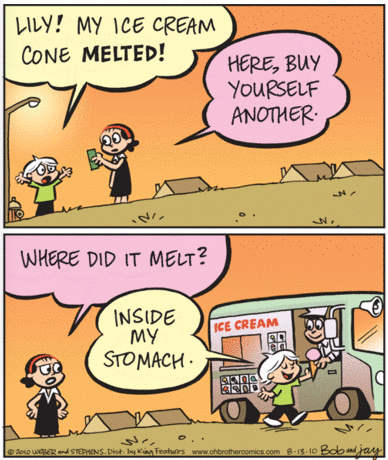 LILY! MY ICE CREAM
CONE MELTED!
HERE, BUY
YOURSELF
ANOTHER.
WHERE DID IT MELT?
INSIDE
MY
STOMACH.
ICE CREAM
© 2010 WEBER and STEPHENS. Dist. by King Features www.ohbrothercomics.com 8-13-10 Bob and Jay